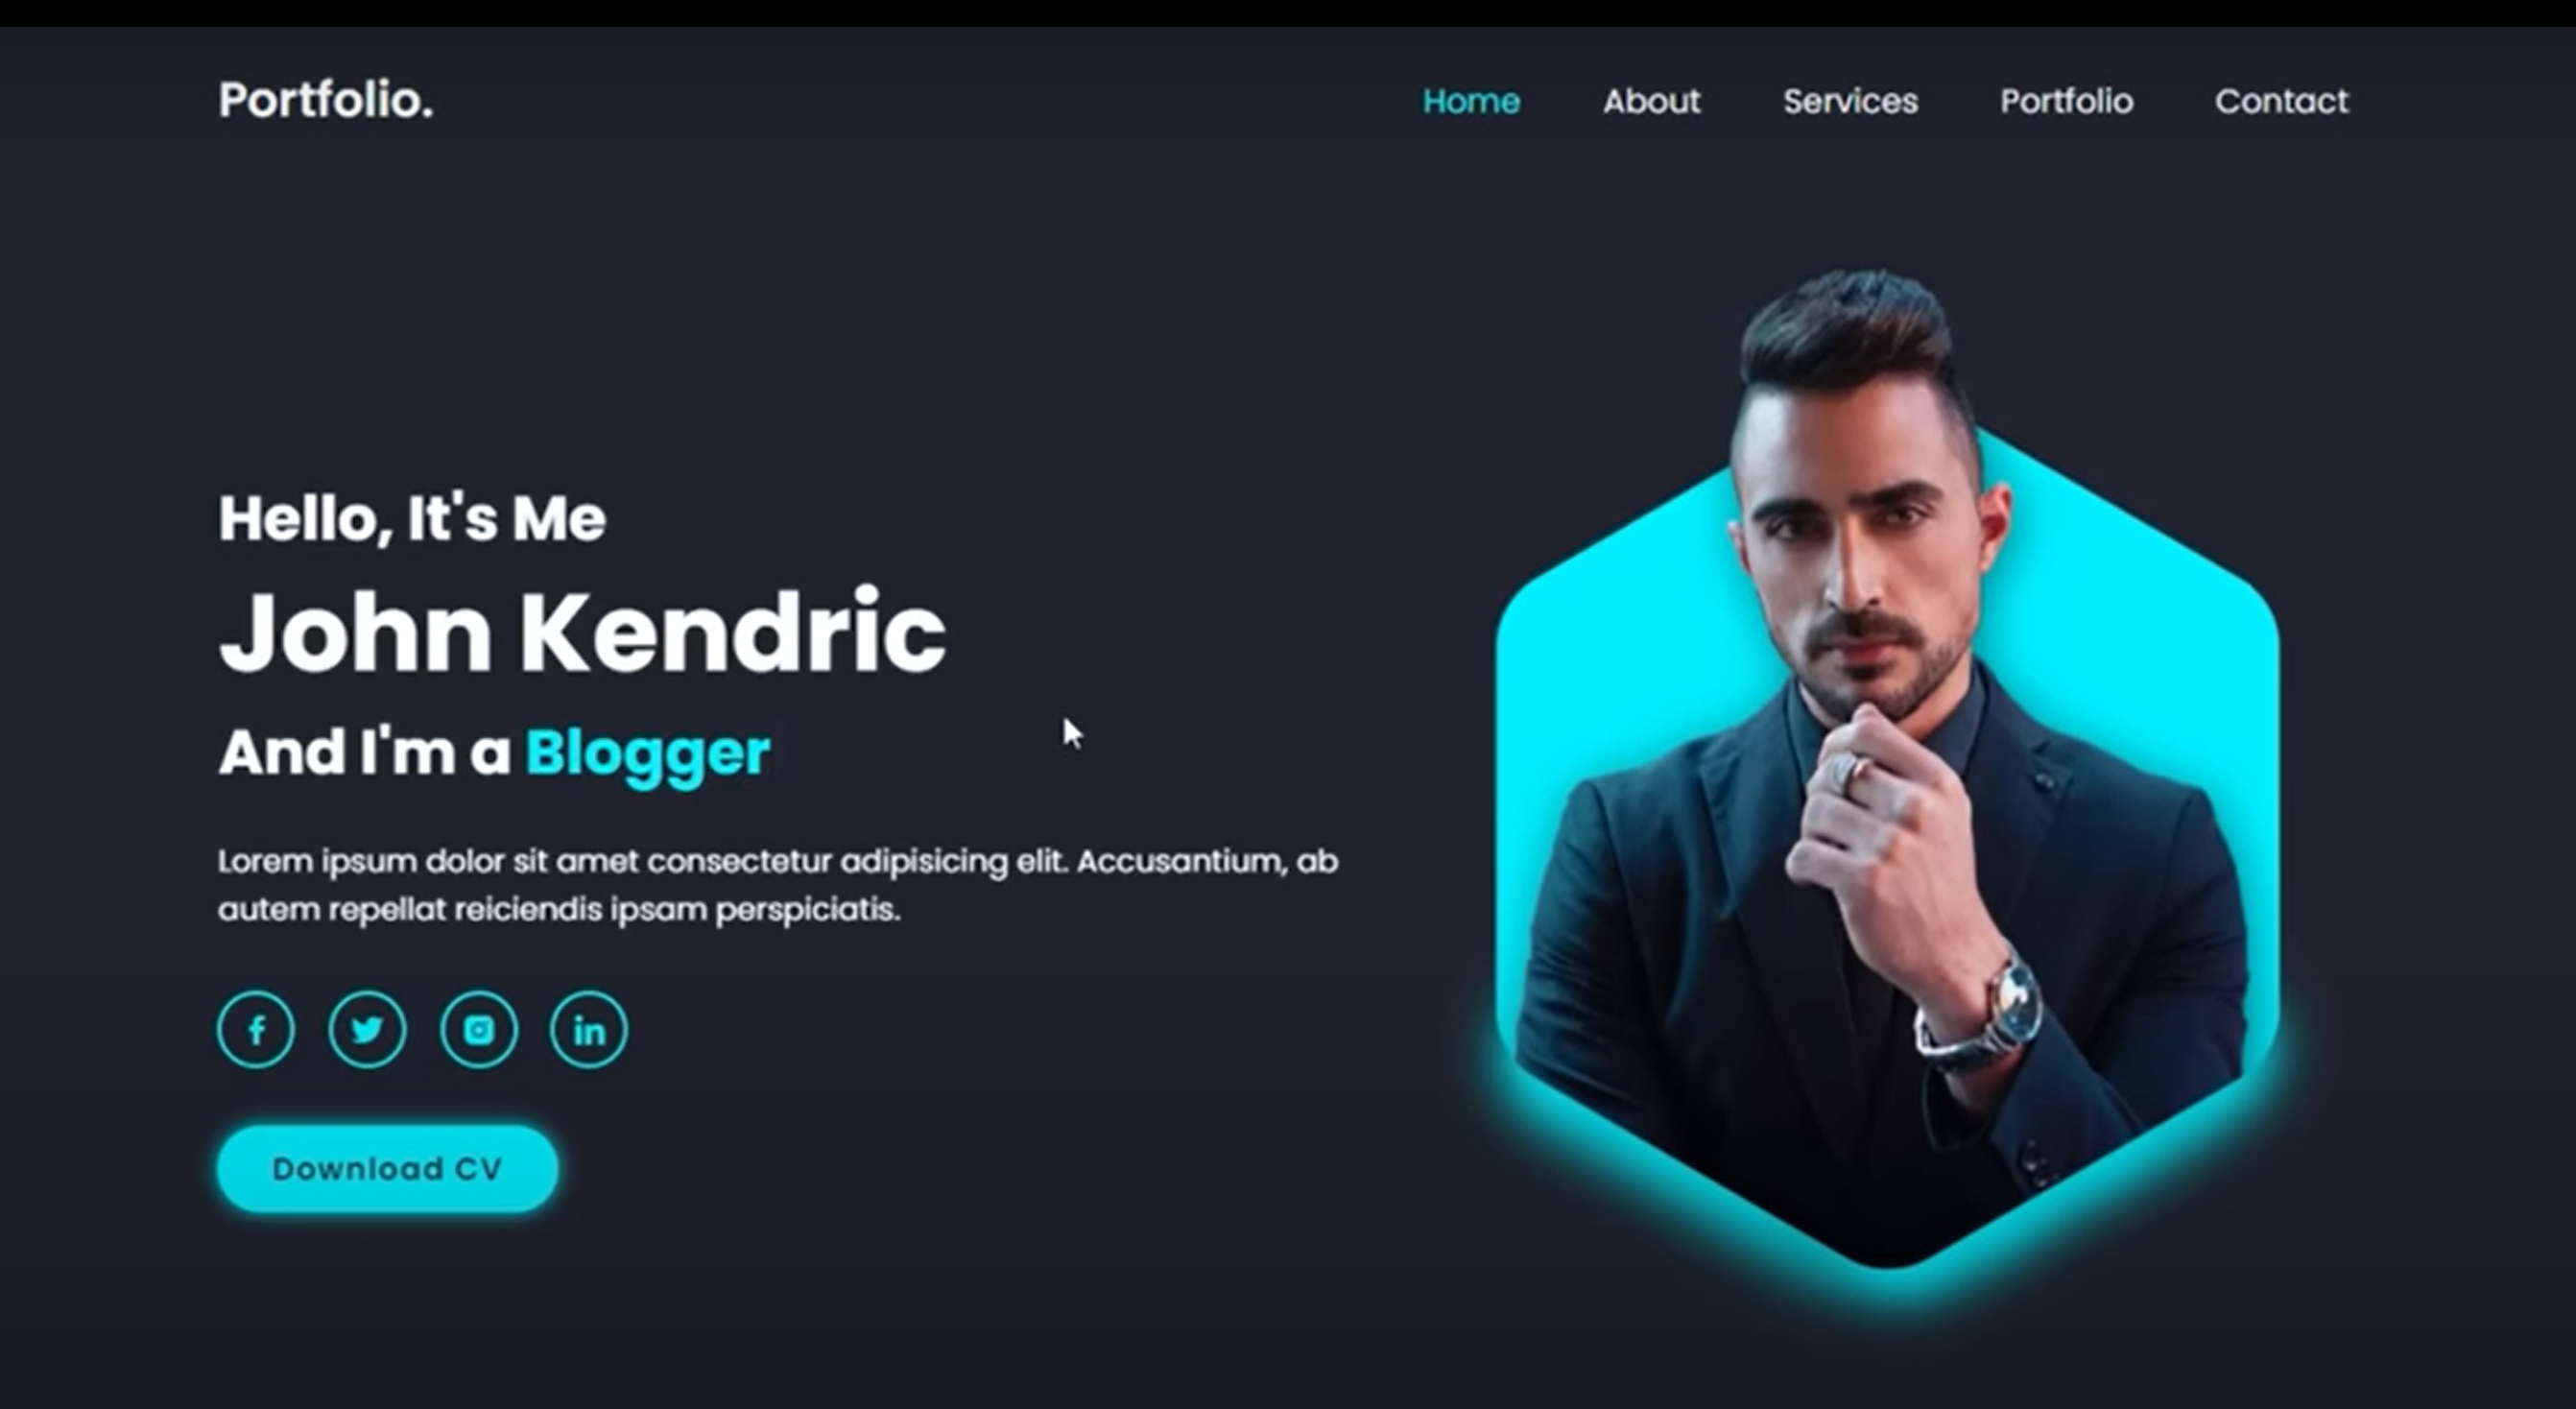 Portfolio.
Home About Services Portfolio Contact
Hello, It's Me
John Kendric
And I'm a Blogger
Lorem ipsum dolor sit amet consectetur adipisicing elit. Accusantium, ab
autem repellat reiciendis ipsam perspiciatis.
Download CV